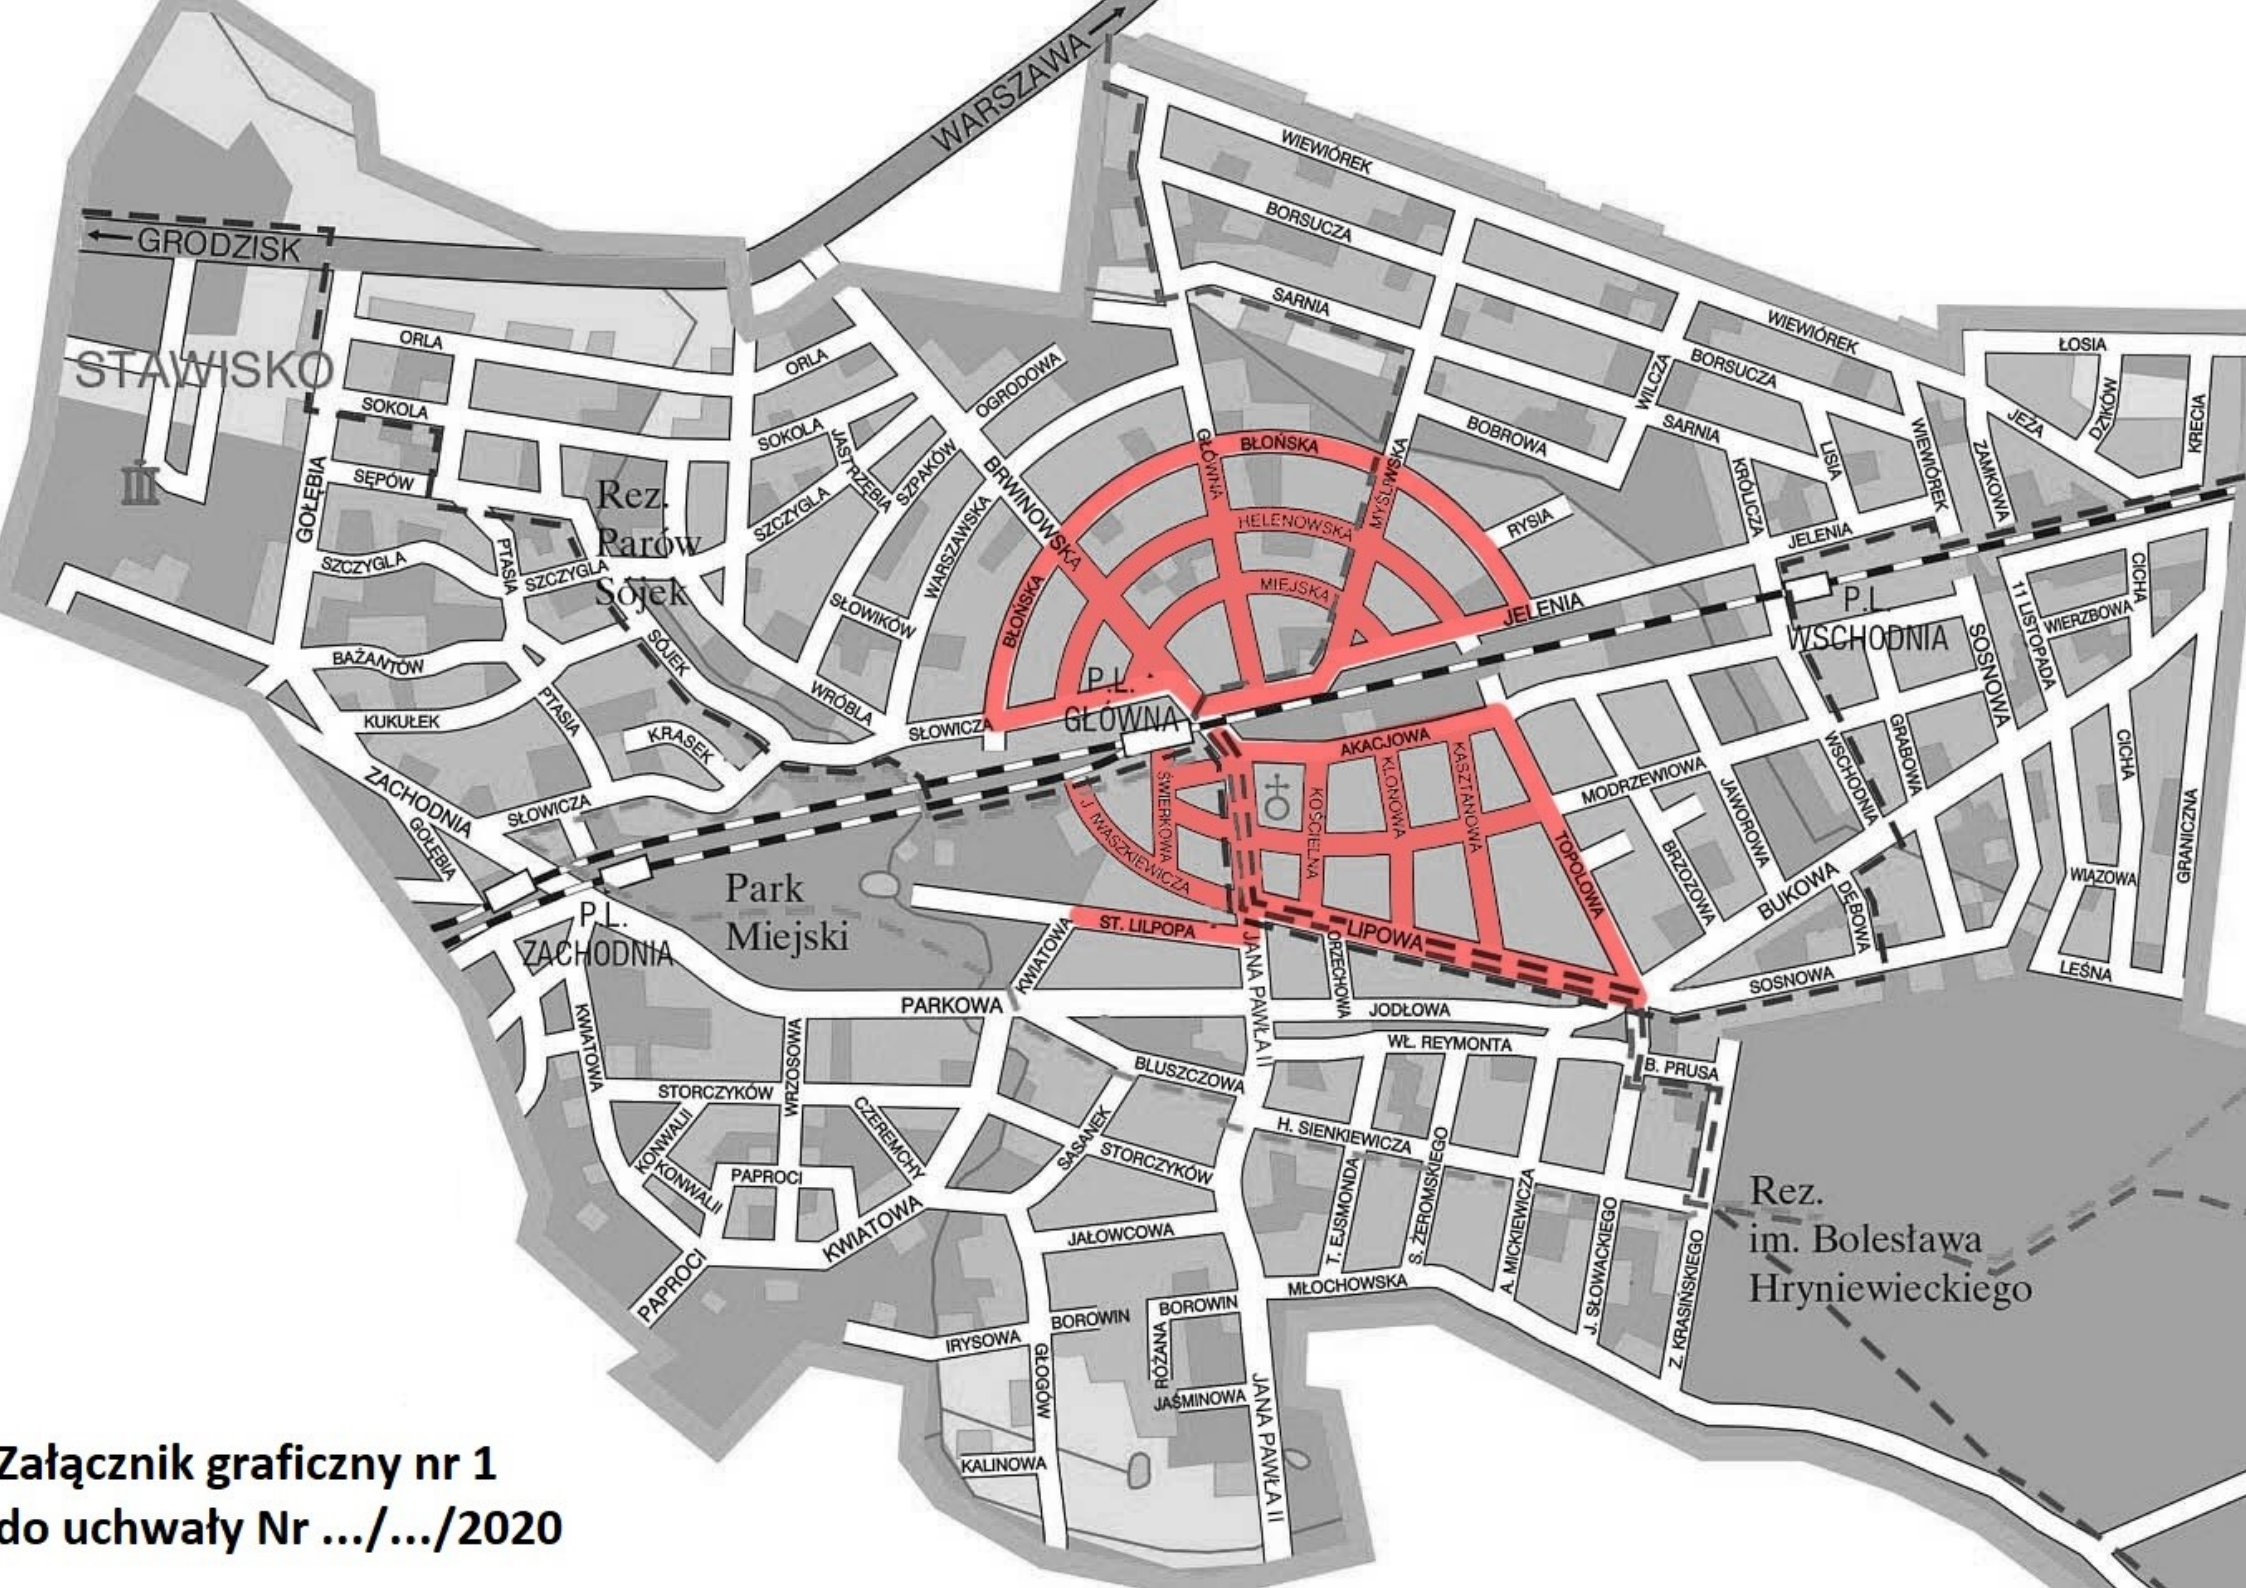 WARSZAWA
WIEWIÓREK
BORSUCZA
GRODZISK
SARNIA
WIEWIÓREK
ŁOSIA
ORLA
ORLA
STAWISKO
OGRODOWA
BORSUCZA
WILCZA
DZIKÓW
SOKOLA
SOKOLA
JASTRZĘBIA
BOBROWA
SARNIA
JEŻA
KRECIA
BŁOŃSKA
GŁÓWNA
MYŚLIWSKA
LISIA
WIEWIÓREK
ZAMKOWA
SĘPÓW
GOŁĘBIA
SZPAKÓW
BRWINOWSKA
KRÓLICZA
Rez.
Parów
Sójek
SZCZYGLA
WARSZAWSKA
HELENOWSKA
RYSIA
JELENIA
SZCZYGLA
PTASIA
SZCZYGLA
MIEJSKA
BŁOŃSKA
JELENIA
SŁOWIKÓW
P.L.
WSCHODNIA
11 LISTOPADA
CICHA
WIERZBOWA
BAŻANTÓW
SÓJEK
SOSNOWA
WRÓBLA
P.L.
GŁÓWNA
KUKUŁEK
PTASIA
KRASEK
SŁOWICZA
AKACJOWA
GRABOWA
WSCHODNIA
CICHA
ZACHODNIA
SŁOWICZA
GOŁĘBIA
J. IWASZKIEWICZA
ŚWIERKOWA
KOŚCIELNA
KLONOWA
KASZTANOWA
MODRZEWIOWA
JAWOROWA
GRANICZNA
TOPOLOWA
BRZOZOWA
BUKOWA
DĘBOWA
WIĄZOWA
Park
Miejski
P.L.
ZACHODNIA
ST. LILPOPA
KWIATOWA
LIPOWA
ORZECHOWA
JANA PAWŁA II
SOSNOWA
LEŚNA
PARKOWA
JODŁOWA
KWIATOWA
WRZOSOWA
WŁ. REYMONTA
BLUSZCZOWA
B. PRUSA
STORCZYKÓW
KONWALII
KONWALII
CZEREMCHY
SASANEK
STORCZYKÓW
H. SIENKIEWICZA
PAPROCI
T. EJSMONDA
S. ŻEROMSKIEGO
A. MICKIEWICZA
J. SŁOWACKIEGO
Z. KRASIŃSKIEGO
Rez.
im. Bolesława
Hryniewieckiego
KWIATOWA
JAŁOWCOWA
PAPROCI
MŁOCHOWSKA
BOROWIN
BOROWIN
IRYSOWA
GŁOGÓW
RÓŻANA
JAŚMINOWA
JANA PAWŁA II
KALINOWA
Załącznik graficzny nr 1
do uchwały Nr .../.../2020